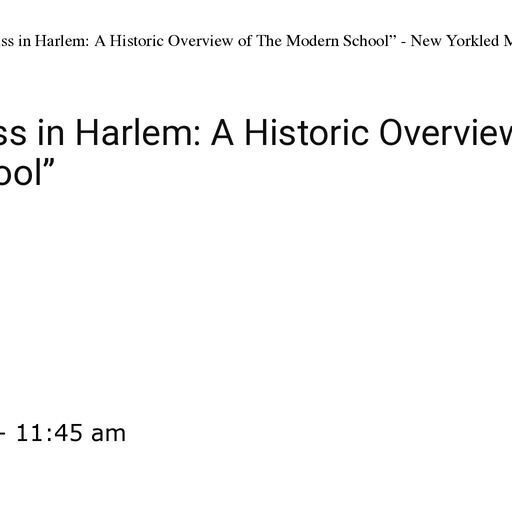 ss in Harlem: A Historic Overview of The Modern School” - New Yorkled M
ss in Harlem: A Historic Overview
ool”
- 11:45 am